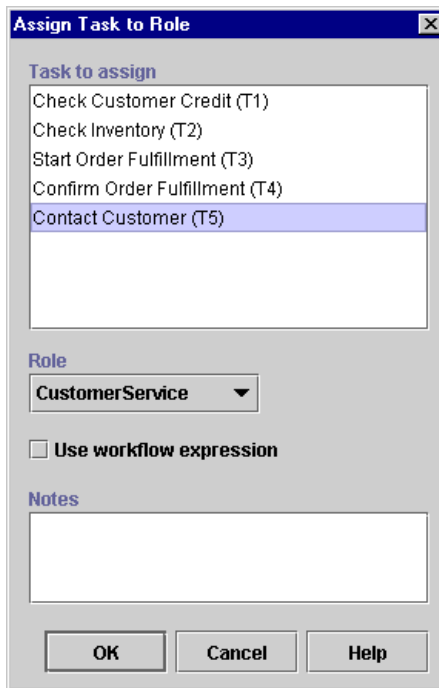 Assign Task to Role
Task to assign
Check Customer Credit (T1)
Check Inventory (T2)
Start Order Fulfillment (T3)
Confirm Order Fulfillment (T4)
Contact Customer (T5)
Role
CustomerService
Use workflow expression
Notes
OK Cancel Help